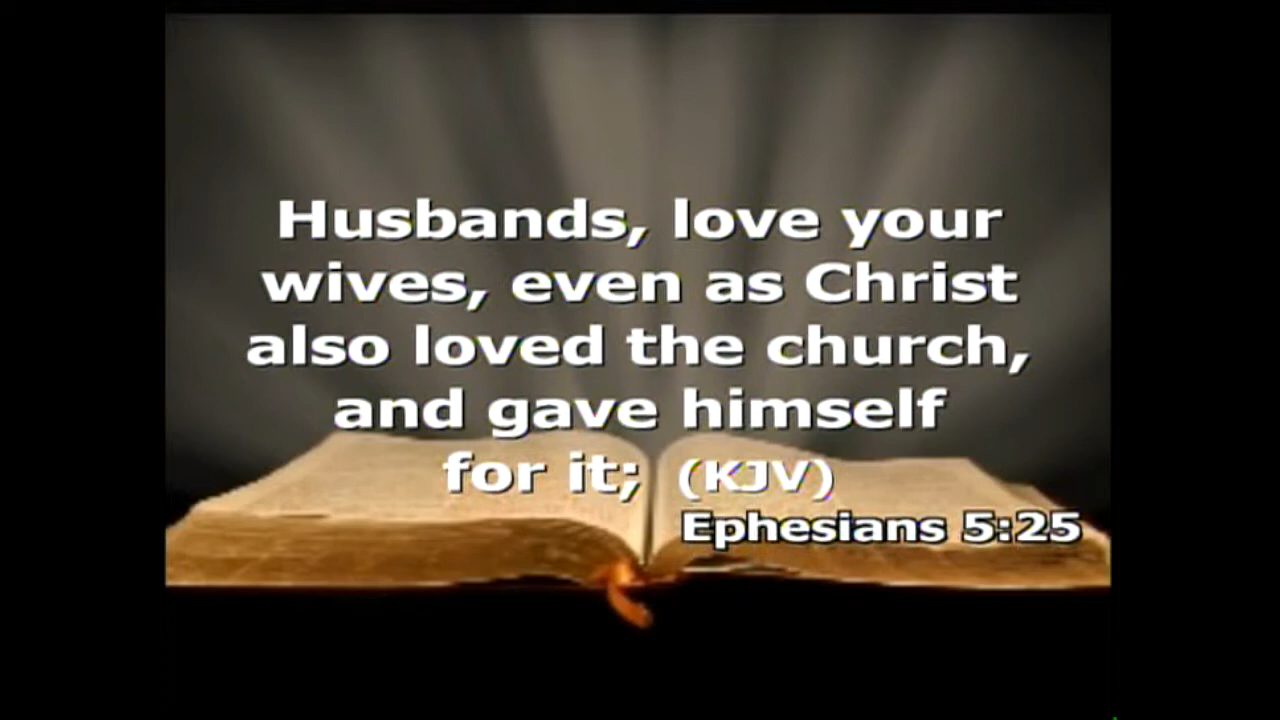 Husbands, love your
wives, even as Christ
also loved the church,
and gave himself
for it; (KJV)
Ephesians 5:25